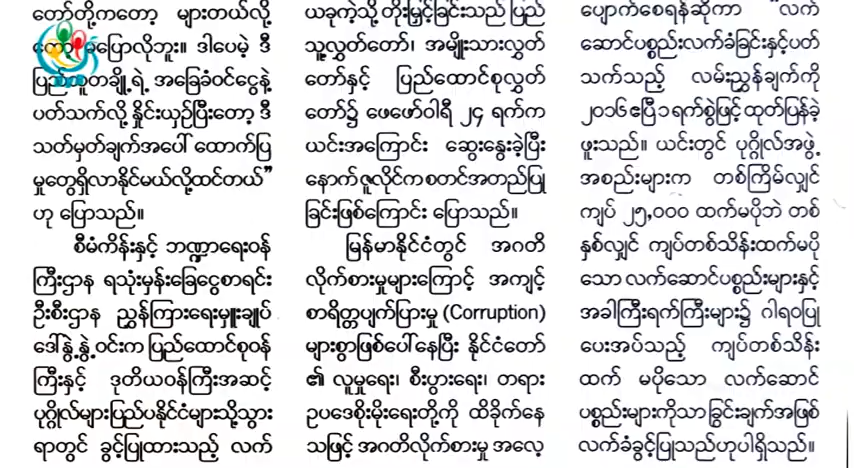 တော်တို့ကတော့ များတယ်လို့
မပြောလိုဘူး။ ဒါပေမဲ့ ဒီ
ပြည်သူတချို့ရဲ့ အခြေခံဝင်ငွေနဲ့
ပတ်သက်လို့ နှိုင်းယှဉ်ပြီးတော့ ဒီ
သတ်မှတ်ချက်အပေါ် ထောက်ပြ
မှုတွေရှိလာနိုင်မယ်လို့ထင်တယ်”
ဟု ပြောသည်။
စီမံကိန်းနှင့် ဘဏ္ဍာရေးဝန်
ကြီးဌာန ရသုံးမှန်းခြေငွေစာရင်း
ဦးစီးဌာန ညွှန်ကြားရေးမှူးချုပ်
ဒေါ်နွဲ့နွဲ့ဝင်းက ပြည်ထောင်စုဝန်
ကြီးနှင့် ဒုတိယဝန်ကြီးအဆင့်
ပုဂ္ဂိုလ်များပြည်ပနိုင်ငံများသို့သွား
ရာတွင် ခွင့်ပြုထားသည့် လက်
ယခုကဲ့သို့ တိုးမြှင့်ခြင်းသည် ပြည်
သူ့လွှတ်တော်၊ အမျိုးသားလွှတ်
တော်နှင့် ပြည်ထောင်စုလွှတ်
တော်၌ ဖေဖော်ဝါရီ ၂၄ ရက်က
ယင်းအကြောင်း ဆွေးနွေးခဲ့ပြီး
နောက် ဇူလိုင်ကစတင်အတည်ပြု
ခြင်းဖြစ်ကြောင်း ပြောသည်။
မြန်မာနိုင်ငံတွင် အဂတိ
လိုက်စားမှုများကြောင့် အကျင့်
စာရိတ္တပျက်ပြားမှု (Corruption)
များစွာဖြစ်ပေါ်နေပြီး နိုင်ငံတော်
၏ လူမှုရေး၊ စီးပွားရေး၊ တရား
ဥပဒေစိုးမိုးရေးတို့ကို ထိခိုက်နေ
သဖြင့် အဂတိလိုက်စားမှု အလေ့
ပျောက်စေရန်ဆိုကာ “လက်
ဆောင်ပစ္စည်းလက်ခံခြင်းနှင့်ပတ်
သက်သည့် လမ်းညွှန်ချက်ကို
၂၀၁၆ ဧပြီ ၁ ရက်စွဲဖြင့် ထုတ်ပြန်ခဲ့
ဖူးသည်။ ယင်းတွင် ပုဂ္ဂိုလ်အဖွဲ့
အစည်းများက တစ်ကြိမ်လျှင်
ကျပ် ၂၅,၀၀၀ ထက်မပိုဘဲ တစ်
နှစ်လျှင် ကျပ်တစ်သိန်းထက်မပို
သော လက်ဆောင်ပစ္စည်းများနှင့်
အခါကြီးရက်ကြီးများ၌ ဂါရဝပြု
ပေးအပ်သည့် ကျပ်တစ်သိန်း
ထက် မပိုသော လက်ဆောင်
ပစ္စည်းများကိုသာ ခြွင်းချက်အဖြစ်
လက်ခံခွင့်ပြုသည်ဟုပါရှိသည်။